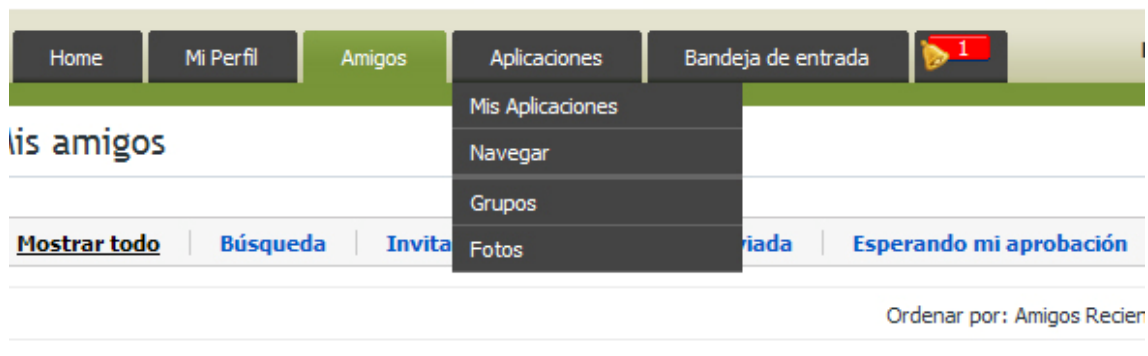 Home Mi Perfil Amigos Aplicaciones Bandeja de entrada 1
Mis Aplicaciones
amigos
Navegar
Grupos
Mostrar todo Búsqueda Esperando mi aprobación
Fotos
Ordenar por: Amigos